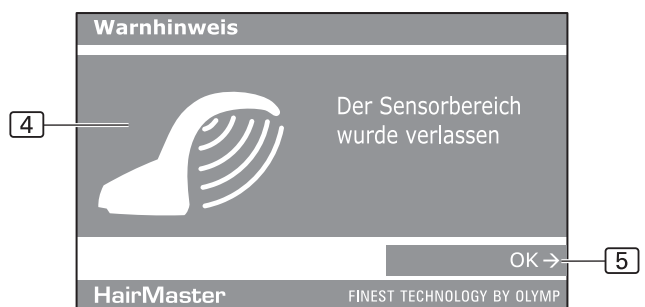 Warnhinweis
4
Der Sensorbereich
wurde verlassen
OK →
5
HairMaster FINEST TECHNOLOGY BY OLYMP